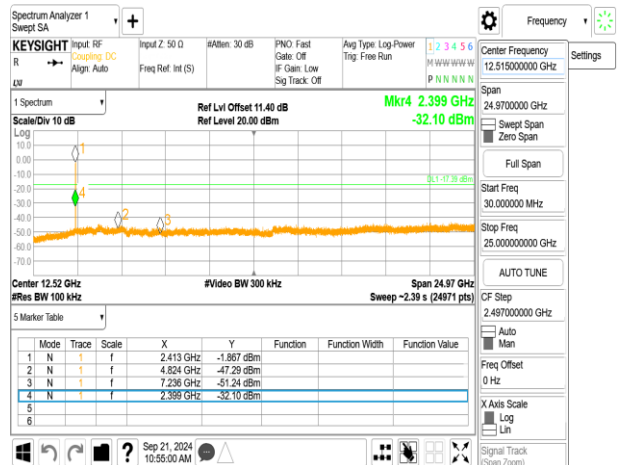 Spectrum Analyzer 1
Swept SA
Frequency
KEYSIGHT
R
Input: RF
Coupling: DC
Align: Auto
Input Z: 50 Ω
Freq Ref: Int (S)
#Atten: 30 dB
PNO: Fast
Gate: Off
IF Gain: Low
Sig Track: Off
Avg Type: Log-Power
Trig: Free Run
1 2 3 4 5 6
M W W W W W
P N N N N N
Center Frequency
12.515000000 GHz
Settings
Span
24.9700000 GHz
Swept Span
Zero Span
Full Span
Start Freq
30.000000 MHz
Stop Freq
25.000000000 GHz
AUTO TUNE
CF Step
2.497000000 GHz
Auto
Man
Freq Offset
0 Hz
X Axis Scale
Log
Lin
Signal Track
(Span Zoom)
1 Spectrum
Scale/Div 10 dB
Ref Lvl Offset 11.40 dB
Ref Level 20.00 dBm
Mkr4 2.399 GHz
-32.10 dBm
Log
10.0
0.00
-10.0
-20.0
-30.0
-40.0
-50.0
-60.0
-70.0
1
4
2
3
DL1 -17.39 dBm
Center 12.52 GHz
#Video BW 300 kHz
Span 24.97 GHz
#Res BW 100 kHz
Sweep ~2.39 s (24971 pts)
5 Marker Table
Mode Trace Scale X Y Function Function Width Function Value
1 N 1 f 2.413 GHz -1.867 dBm
2 N 1 f 4.824 GHz -47.29 dBm
3 N 1 f 7.236 GHz -51.24 dBm
4 N 1 f 2.399 GHz -32.10 dBm
5
6
Sep 21, 2024
10:55:00 AM